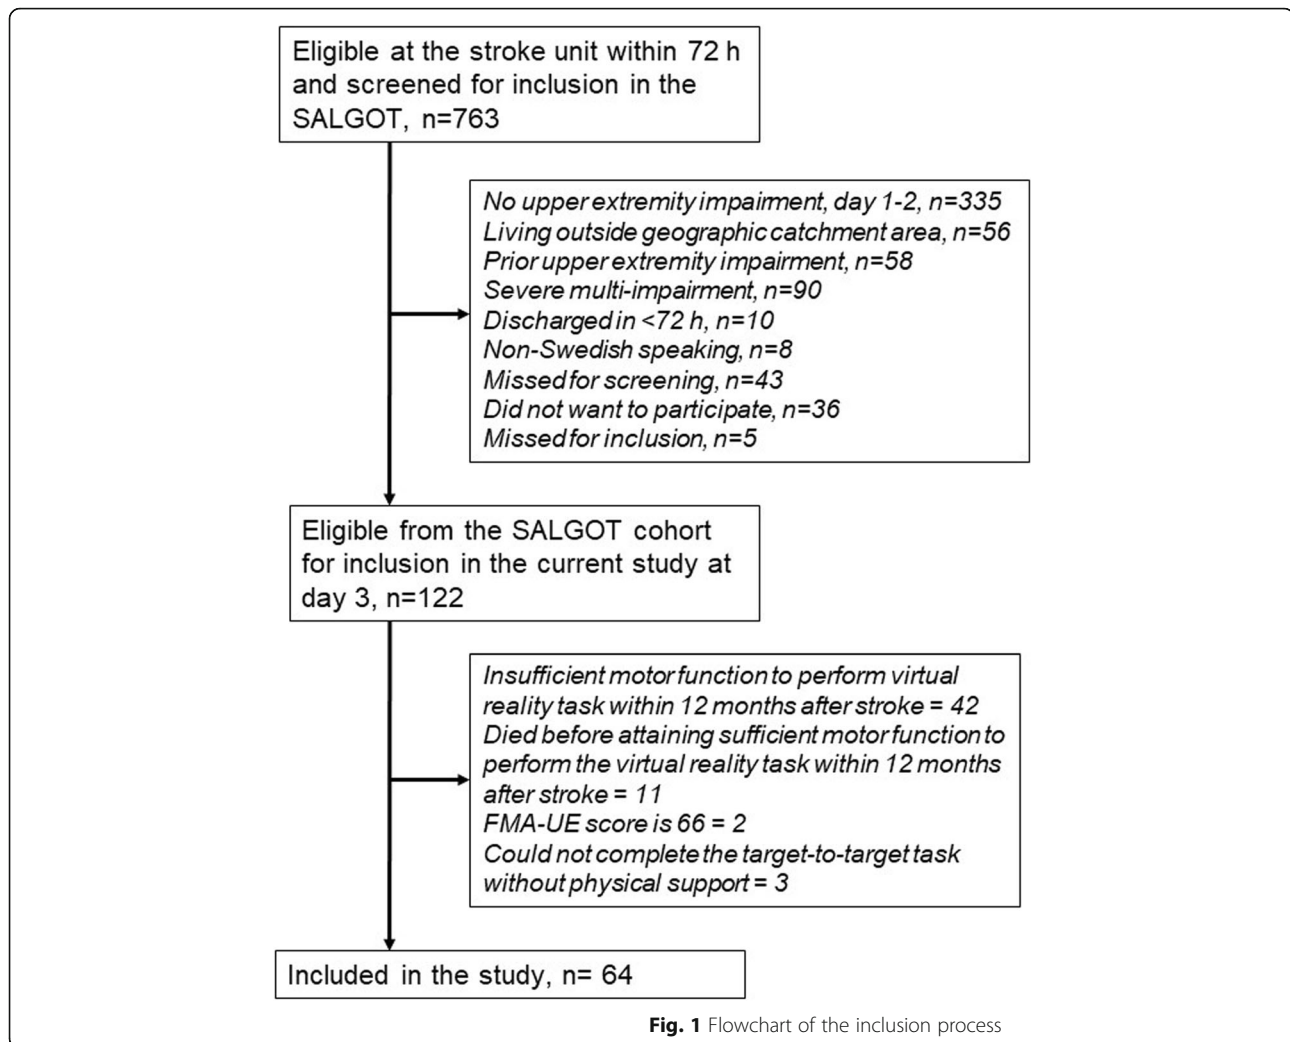 Eligible at the stroke unit within 72 h
and screened for inclusion in the
SALGOT, n=763
No upper extremity impairment, day 1-2, n=335
Living outside geographic catchment area, n=56
Prior upper extremity impairment, n=58
Severe multi-impairment, n=90
Discharged in <72 h, n=10
Non-Swedish speaking, n=8
Missed for screening, n=43
Did not want to participate, n=36
Missed for inclusion, n=5
Eligible from the SALGOT cohort
for inclusion in the current study at
day 3, n=122
Insufficient motor function to perform virtual
reality task within 12 months after stroke = 42
Died before attaining sufficient motor function to
perform the virtual reality task within 12 months
after stroke = 11
FMA-UE score is 66 = 2
Could not complete the target-to-target task
without physical support = 3
Included in the study, n= 64
Fig. 1 Flowchart of the inclusion process